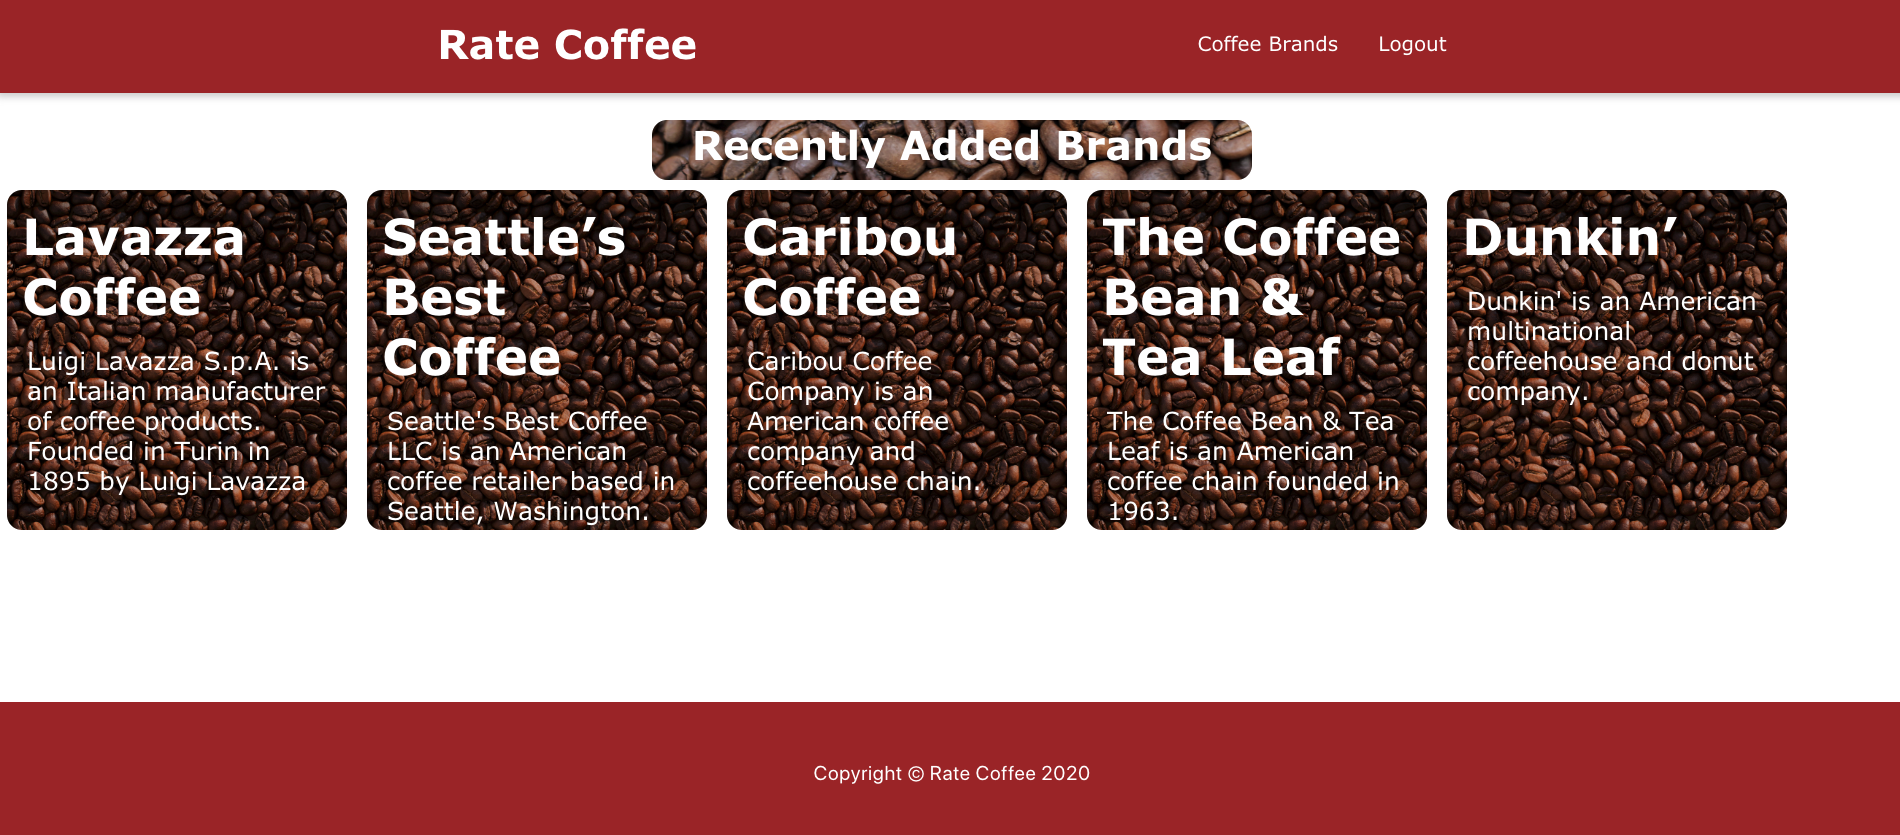 Rate Coffee
Coffee Brands Logout
Recently Added Brands
Lavazza
Coffee
Luigi Lavazza S.p.A. is
an Italian manufacturer
of coffee products.
Founded in Turin in
1895 by Luigi Lavazza
Seattle’s
Best
Coffee
Seattle's Best Coffee
LLC is an American
coffee retailer based in
Seattle, Washington.
Caribou
Coffee
Caribou Coffee
Company is an
American coffee
company and
coffeehouse chain.
The Coffee
Bean &
Tea Leaf
The Coffee Bean & Tea
Leaf is an American
coffee chain founded in
1963.
Dunkin’
Dunkin' is an American
multinational
coffeehouse and donut
company.
Copyright © Rate Coffee 2020